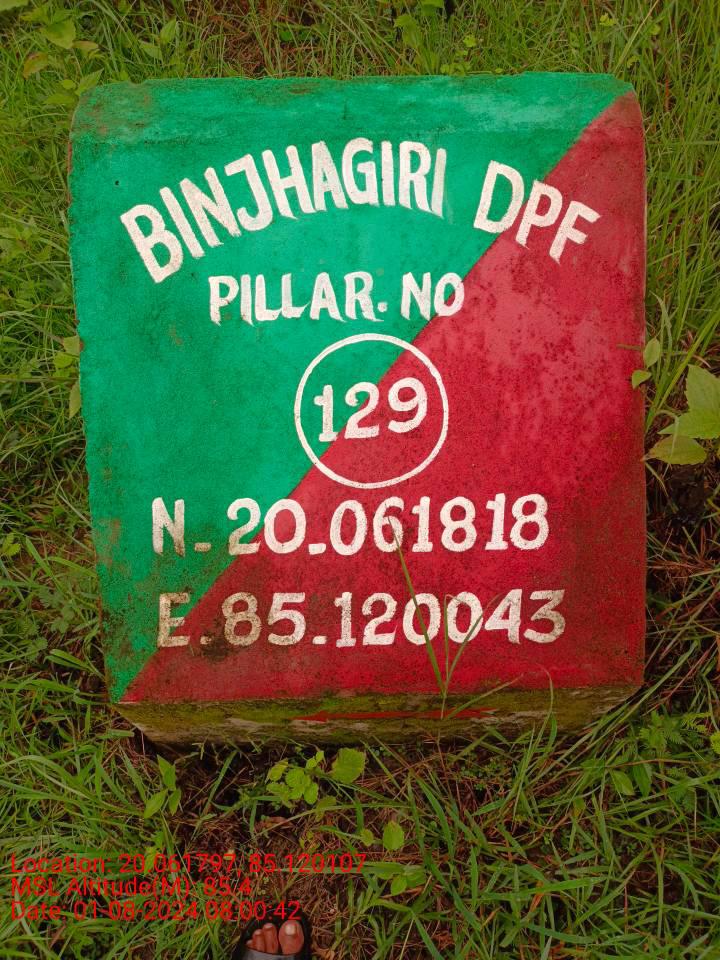 BINJHAGIRI DPF
PILLAR. NO
129
N. 20.061818
E. 85.120043
Location: 20.061797, 85.120107
MSL Altitude(M): 85.4
Date: 01-08-2024 08:00:42